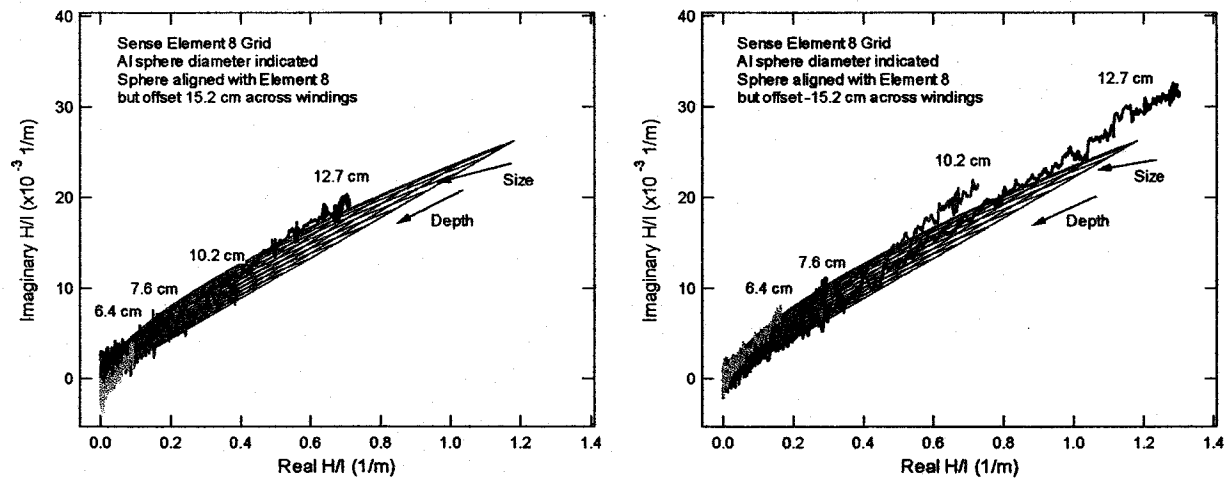 40
30
20
10
0
Imaginary H/I (x10⁻³ 1/m)
Sense Element 8 Grid
Al sphere diameter indicated
Sphere aligned with Element 8
but offset 15.2 cm across windings
12.7 cm
10.2 cm
7.6 cm
6.4 cm
Size
Depth
0.0 0.2 0.4 0.6 0.8 1.0 1.2 1.4
Real H/I (1/m)
40
30
20
10
0
Imaginary H/I (x10⁻³ 1/m)
Sense Element 8 Grid
Al sphere diameter indicated
Sphere aligned with Element 8
but offset -15.2 cm across windings
12.7 cm
10.2 cm
7.6 cm
6.4 cm
Size
Depth
0.0 0.2 0.4 0.6 0.8 1.0 1.2 1.4
Real H/I (1/m)